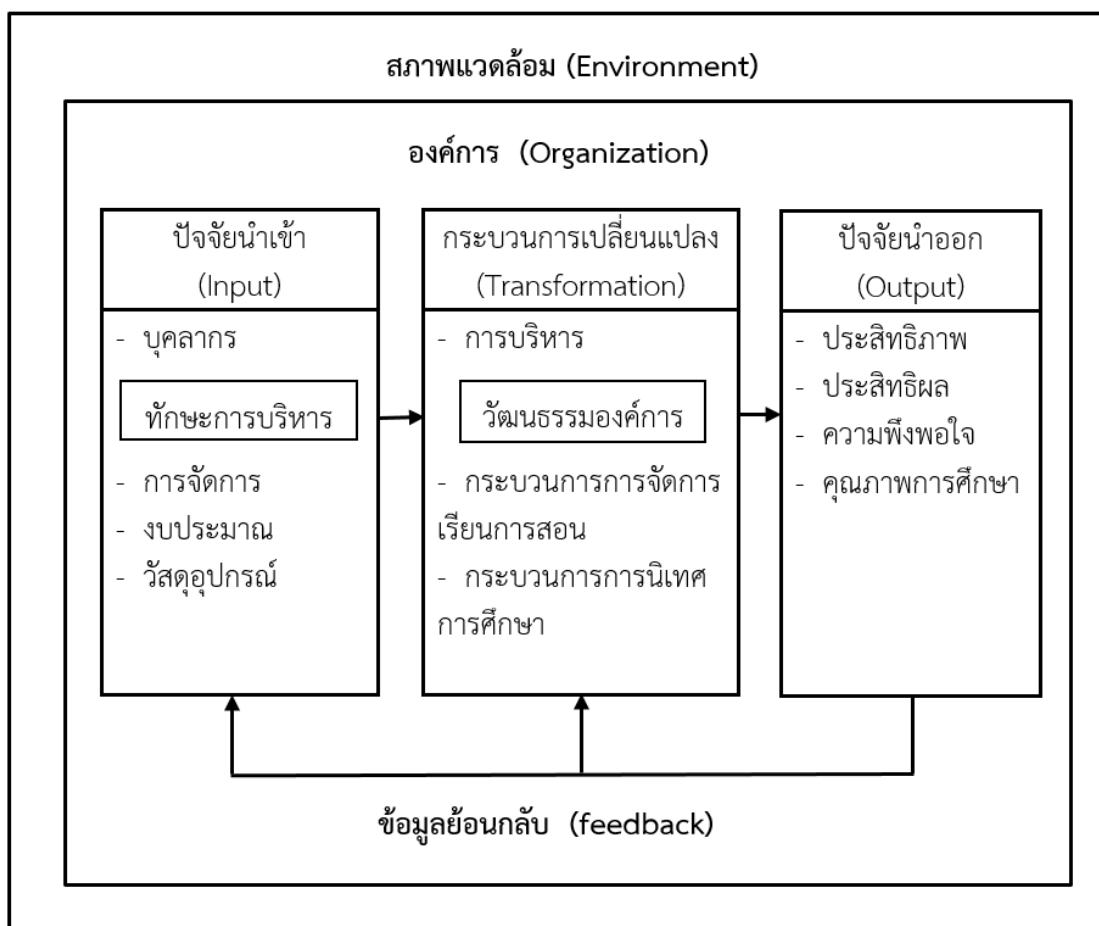 สภาพแวดล้อม (Environment)
องค์การ (Organization)
ปัจจัยนำเข้า
(Input)
- บุคลากร
ทักษะการบริหาร
- การจัดการ
- งบประมาณ
- วัสดุอุปกรณ์
กระบวนการเปลี่ยนแปลง
(Transformation)
- การบริหาร
วัฒนธรรมองค์การ
- กระบวนการการจัดการ
เรียนการสอน
- กระบวนการการนิเทศ
การศึกษา
ปัจจัยนำออก
(Output)
- ประสิทธิภาพ
- ประสิทธิผล
- ความพึงพอใจ
- คุณภาพการศึกษา
ข้อมูลย้อนกลับ (feedback)